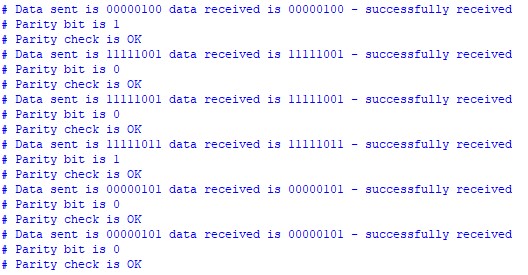 # Data sent is 00000100 data received is 00000100 - successfully received
# Parity bit is 1
# Parity check is OK
# Data sent is 11111001 data received is 11111001 - successfully received
# Parity bit is 0
# Parity check is OK
# Data sent is 11111001 data received is 11111001 - successfully received
# Parity bit is 0
# Parity check is OK
# Data sent is 11111011 data received is 11111011 - successfully received
# Parity bit is 1
# Parity check is OK
# Data sent is 00000101 data received is 00000101 - successfully received
# Parity bit is 0
# Parity check is OK
# Data sent is 00000101 data received is 00000101 - successfully received
# Parity bit is 0
# Parity check is OK